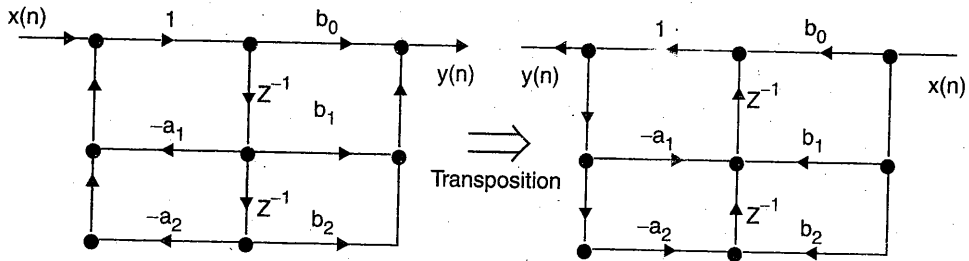 x(n) 1 b₀ y(n)
Z⁻¹
–a₁ b₁
Z⁻¹
–a₂ b₂
Transposition
y(n) 1 b₀ x(n)
Z⁻¹
–a₁ b₁
Z⁻¹
–a₂ b₂